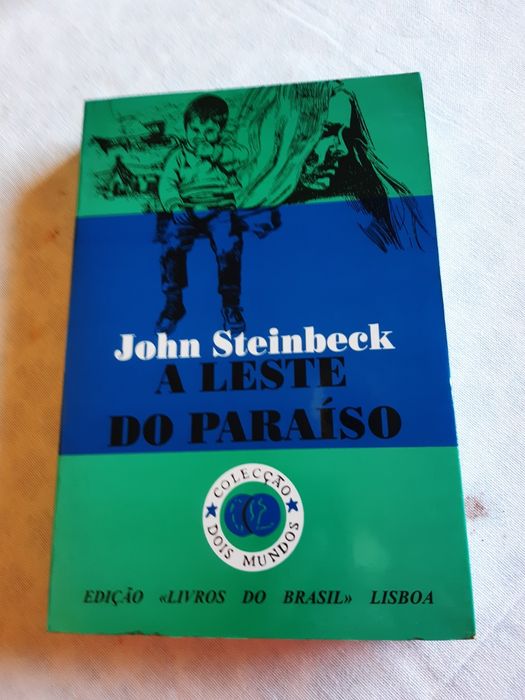 John Steinbeck
A LESTE
DO PARAÍSO
COLECÇÃO
DOIS MUNDOS
EDIÇÃO «LIVROS DO BRASIL» LISBOA